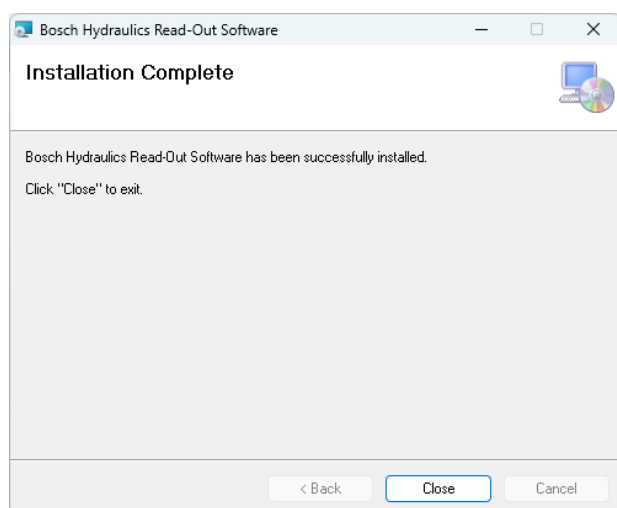 Bosch Hydraulics Read-Out Software
Installation Complete
Bosch Hydraulics Read-Out Software has been successfully installed.
Click "Close" to exit.
< Back
Close
Cancel